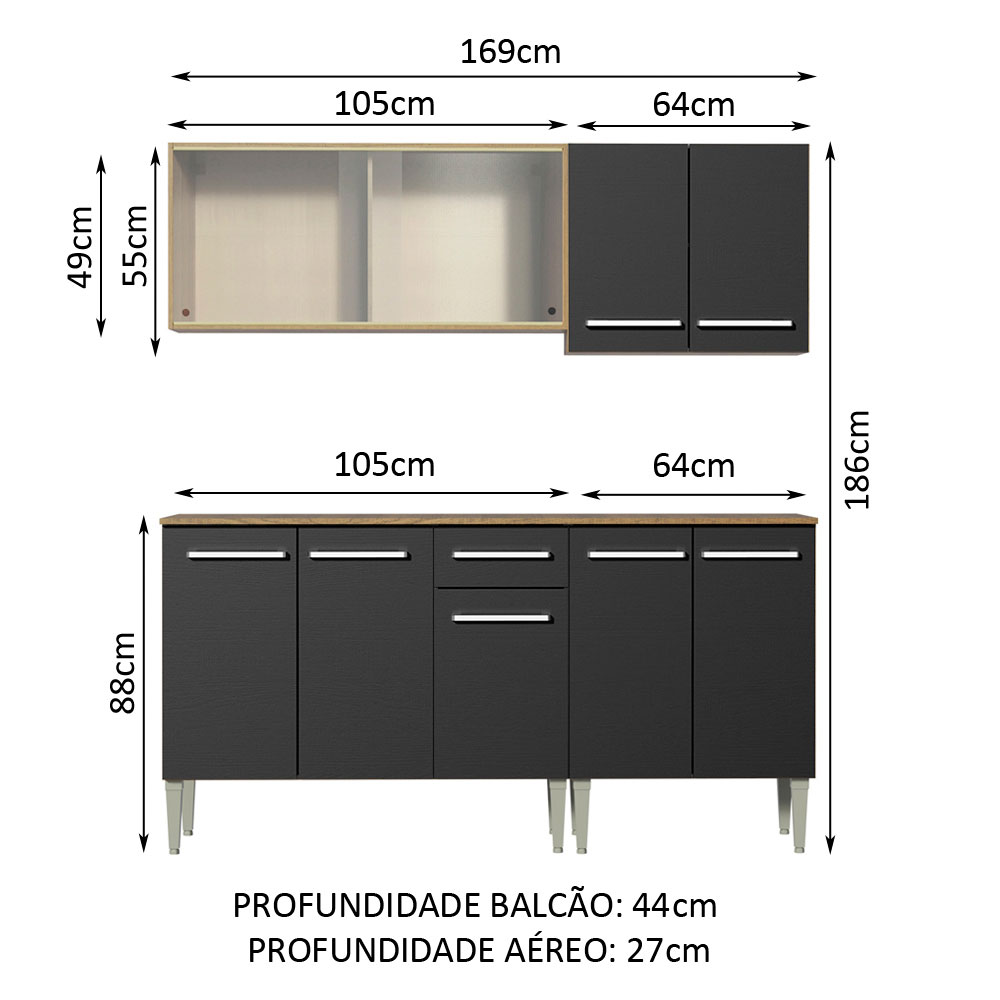 169cm
105cm
64cm
49cm
55cm
186cm
105cm
64cm
88cm
PROFUNDIDADE BALCÃO: 44cm
PROFUNDIDADE AÉREO: 27cm